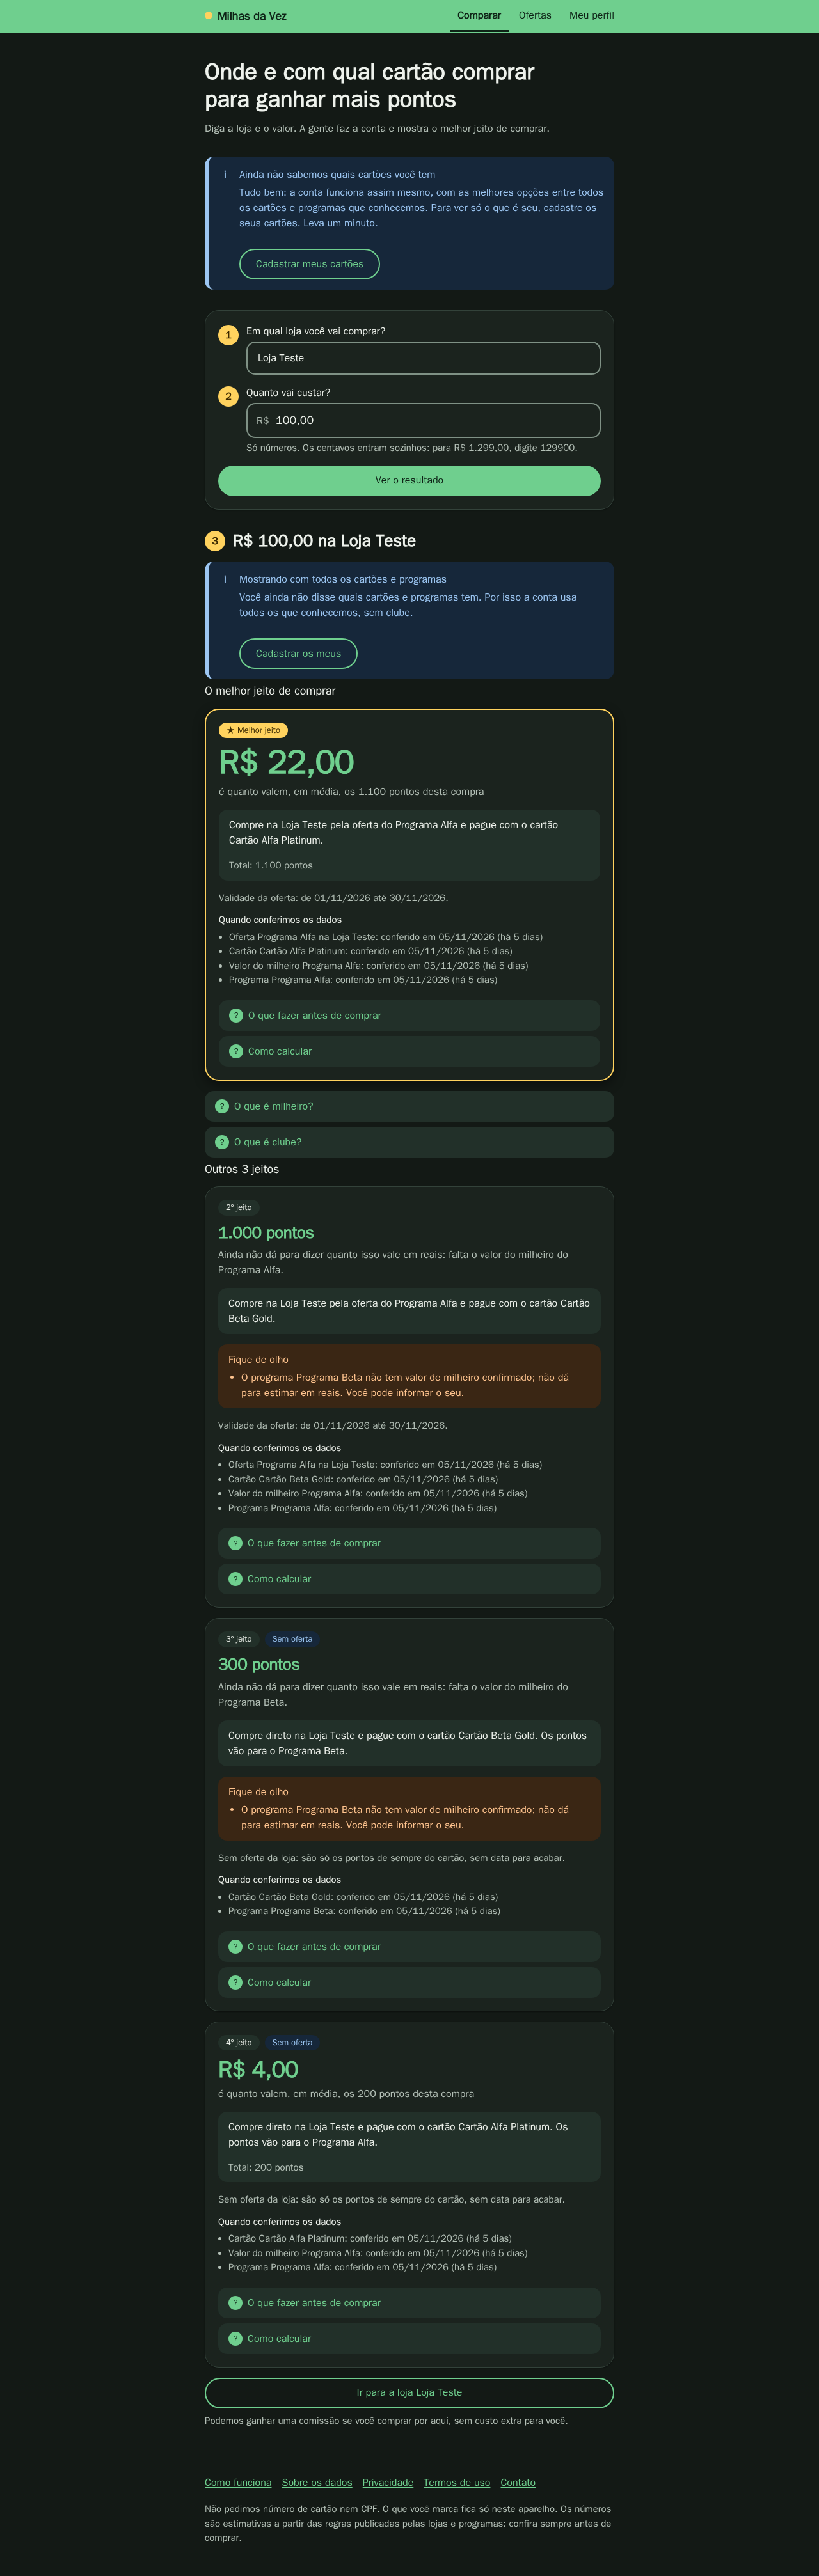 Milhas da Vez
Comparar
Ofertas
Meu perfil
Onde e com qual cartão comprar
para ganhar mais pontos
Diga a loja e o valor. A gente faz a conta e mostra o melhor jeito de comprar.
i
Ainda não sabemos quais cartões você tem
Tudo bem: a conta funciona assim mesmo, com as melhores opções entre todos
os cartões e programas que conhecemos. Para ver só o que é seu, cadastre os
seus cartões. Leva um minuto.
Cadastrar meus cartões
1
Em qual loja você vai comprar?
Loja Teste
2
Quanto vai custar?
R$ 100,00
Só números. Os centavos entram sozinhos: para R$ 1.299,00, digite 129900.
Ver o resultado
3
R$ 100,00 na Loja Teste
i
Mostrando com todos os cartões e programas
Você ainda não disse quais cartões e programas tem. Por isso a conta usa
todos os que conhecemos, sem clube.
Cadastrar os meus
O melhor jeito de comprar
★ Melhor jeito
R$ 22,00
é quanto valem, em média, os 1.100 pontos desta compra
Compre na Loja Teste pela oferta do Programa Alfa e pague com o cartão
Cartão Alfa Platinum.
Total: 1.100 pontos
Validade da oferta: de 01/11/2026 até 30/11/2026.
Quando conferimos os dados
• Oferta Programa Alfa na Loja Teste: conferido em 05/11/2026 (há 5 dias)
• Cartão Cartão Alfa Platinum: conferido em 05/11/2026 (há 5 dias)
• Valor do milheiro Programa Alfa: conferido em 05/11/2026 (há 5 dias)
• Programa Programa Alfa: conferido em 05/11/2026 (há 5 dias)
? O que fazer antes de comprar
? Como calcular
? O que é milheiro?
? O que é clube?
Outros 3 jeitos
2º jeito
1.000 pontos
Ainda não dá para dizer quanto isso vale em reais: falta o valor do milheiro do
Programa Alfa.
Compre na Loja Teste pela oferta do Programa Alfa e pague com o cartão Cartão
Beta Gold.
Fique de olho
• O programa Programa Beta não tem valor de milheiro confirmado; não dá
para estimar em reais. Você pode informar o seu.
Validade da oferta: de 01/11/2026 até 30/11/2026.
Quando conferimos os dados
• Oferta Programa Alfa na Loja Teste: conferido em 05/11/2026 (há 5 dias)
• Cartão Cartão Beta Gold: conferido em 05/11/2026 (há 5 dias)
• Valor do milheiro Programa Alfa: conferido em 05/11/2026 (há 5 dias)
• Programa Programa Alfa: conferido em 05/11/2026 (há 5 dias)
? O que fazer antes de comprar
? Como calcular
3º jeito
Sem oferta
300 pontos
Ainda não dá para dizer quanto isso vale em reais: falta o valor do milheiro do
Programa Beta.
Compre direto na Loja Teste e pague com o cartão Cartão Beta Gold. Os pontos
vão para o Programa Beta.
Fique de olho
• O programa Programa Beta não tem valor de milheiro confirmado; não dá
para estimar em reais. Você pode informar o seu.
Sem oferta da loja: são só os pontos de sempre do cartão, sem data para acabar.
Quando conferimos os dados
• Cartão Cartão Beta Gold: conferido em 05/11/2026 (há 5 dias)
• Programa Programa Beta: conferido em 05/11/2026 (há 5 dias)
? O que fazer antes de comprar
? Como calcular
4º jeito
Sem oferta
R$ 4,00
é quanto valem, em média, os 200 pontos desta compra
Compre direto na Loja Teste e pague com o cartão Cartão Alfa Platinum. Os
pontos vão para o Programa Alfa.
Total: 200 pontos
Sem oferta da loja: são só os pontos de sempre do cartão, sem data para acabar.
Quando conferimos os dados
• Cartão Cartão Alfa Platinum: conferido em 05/11/2026 (há 5 dias)
• Valor do milheiro Programa Alfa: conferido em 05/11/2026 (há 5 dias)
• Programa Programa Alfa: conferido em 05/11/2026 (há 5 dias)
? O que fazer antes de comprar
? Como calcular
Ir para a loja Loja Teste
Podemos ganhar uma comissão se você comprar por aqui, sem custo extra para você.
Como funciona
Sobre os dados
Privacidade
Termos de uso
Contato
Não pedimos número de cartão nem CPF. O que você marca fica só neste aparelho. Os números
são estimativas a partir das regras publicadas pelas lojas e programas: confira sempre antes de
comprar.